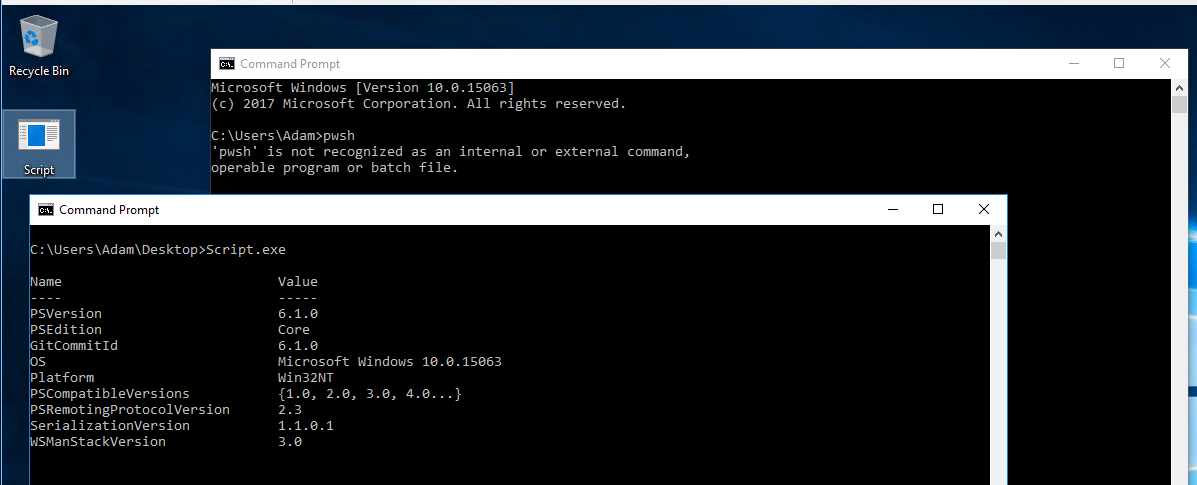 Recycle Bin
Script
Command Prompt
Microsoft Windows [Version 10.0.15063]
(c) 2017 Microsoft Corporation. All rights reserved.
C:\Users\Adam>pwsh
'pwsh' is not recognized as an internal or external command,
operable program or batch file.
Command Prompt
C:\Users\Adam\Desktop>Script.exe
Name                           Value
----                           -----
PSVersion                      6.1.0
PSEdition                      Core
GitCommitId                    6.1.0
OS                             Microsoft Windows 10.0.15063
Platform                       Win32NT
PSCompatibleVersions           {1.0, 2.0, 3.0, 4.0...}
PSRemotingProtocolVersion      2.3
SerializationVersion           1.1.0.1
WSManStackVersion              3.0